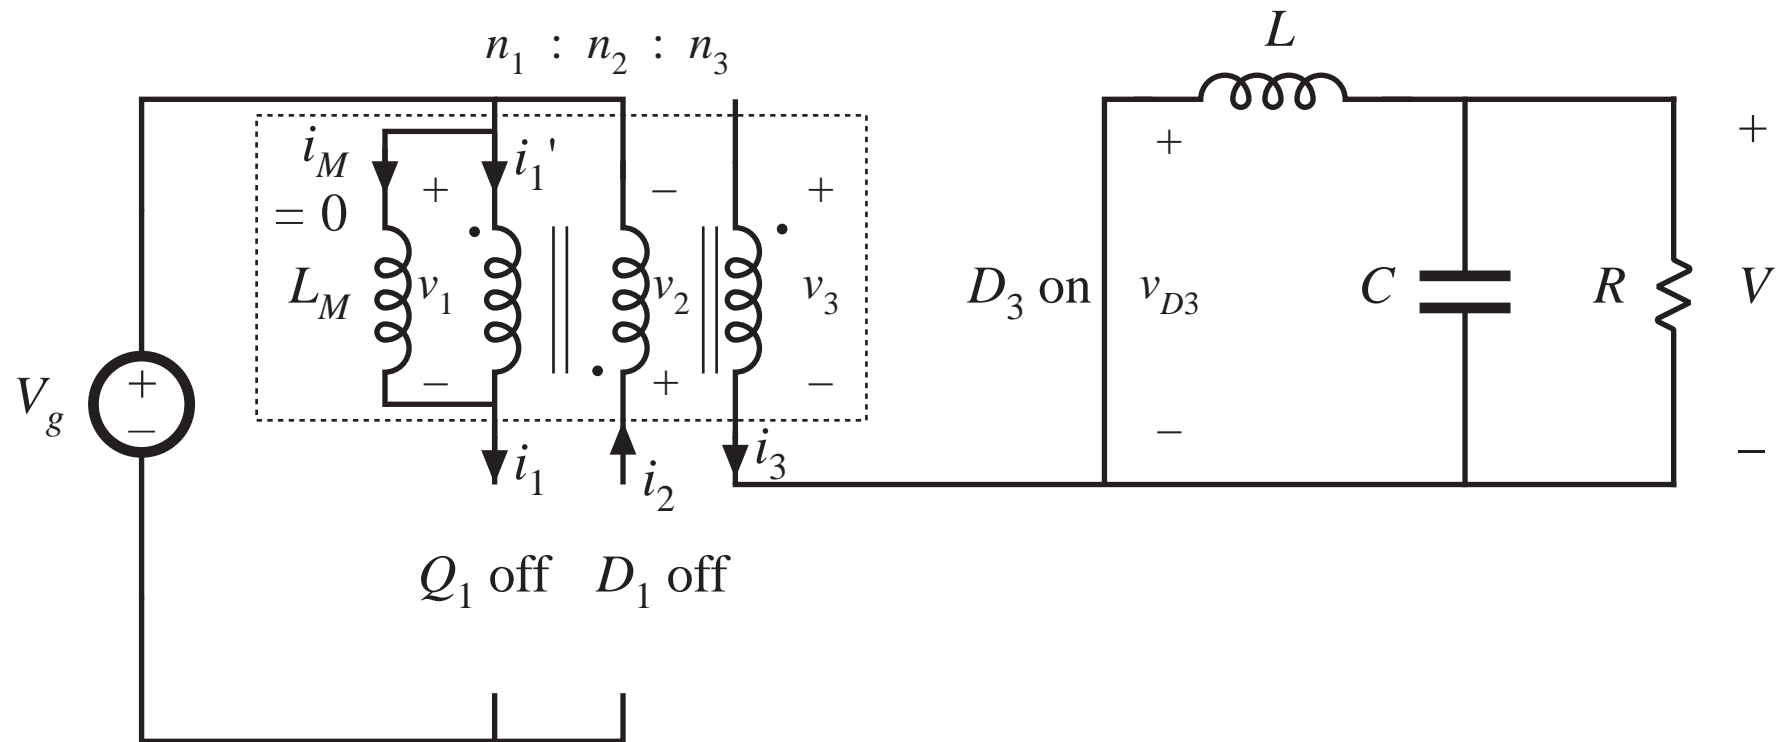 L
n₁ : n₂ : n₃
+
iM
= 0
i₁'
+
−
+
+
LM
v₁
v₂
v₃
D₃ on
vD3
C
R
V
Vg
+
−
−
+
−
−
−
i₁
i₂
i₃
Q₁ off
D₁ off